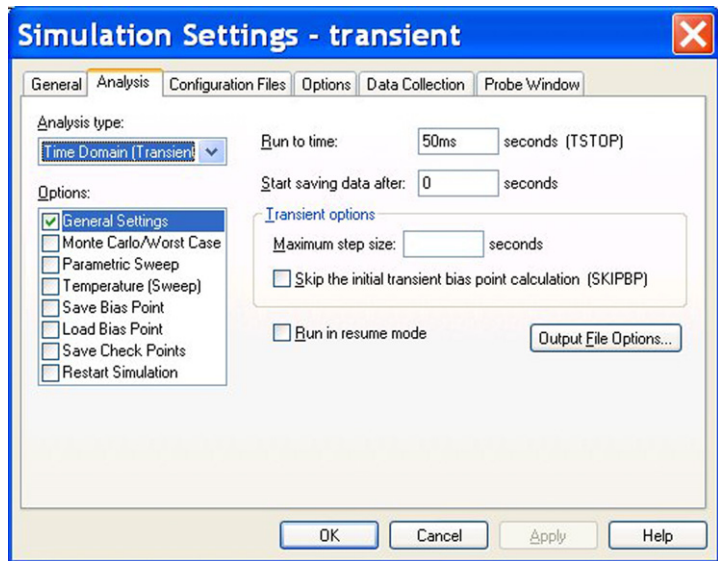 Simulation Settings - transient
General Analysis Configuration Files Options Data Collection Probe Window
Analysis type:
Time Domain (Transient
Run to time: 50ms seconds (TSTOP)
Start saving data after: 0 seconds
Options:
General Settings
Monte Carlo/Worst Case
Parametric Sweep
Temperature (Sweep)
Save Bias Point
Load Bias Point
Save Check Points
Restart Simulation
Transient options
Maximum step size: seconds
Skip the initial transient bias point calculation (SKIPBP)
Run in resume mode
Output File Options...
OK Cancel Apply Help